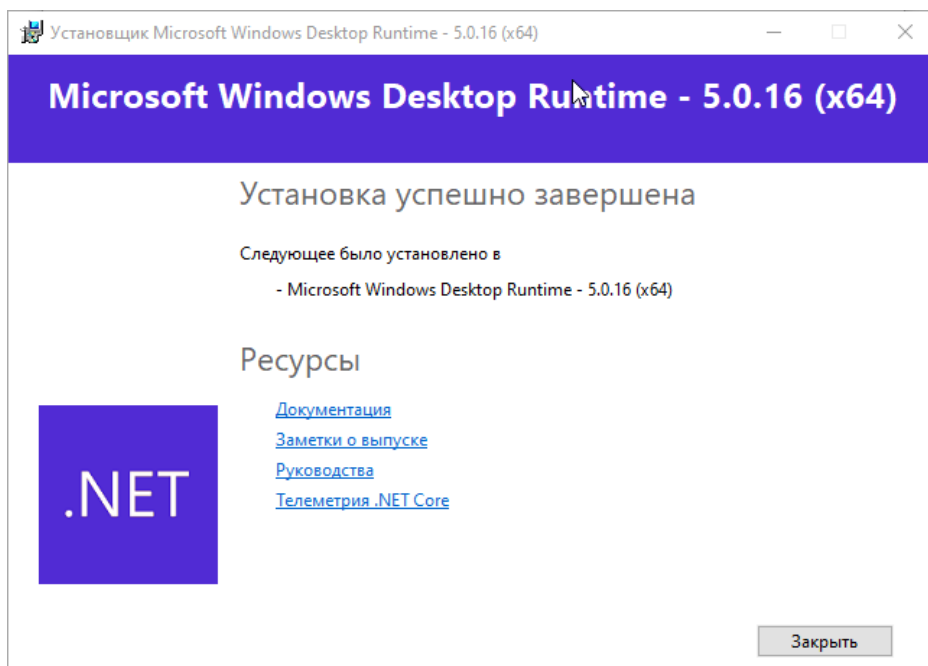 Установщик Microsoft Windows Desktop Runtime - 5.0.16 (x64)
Microsoft Windows Desktop Runtime - 5.0.16 (x64)
Установка успешно завершена
Следующее было установлено в
- Microsoft Windows Desktop Runtime - 5.0.16 (x64)
Ресурсы
Документация
Заметки о выпуске
Руководства
Телеметрия .NET Core
.NET
Закрыть